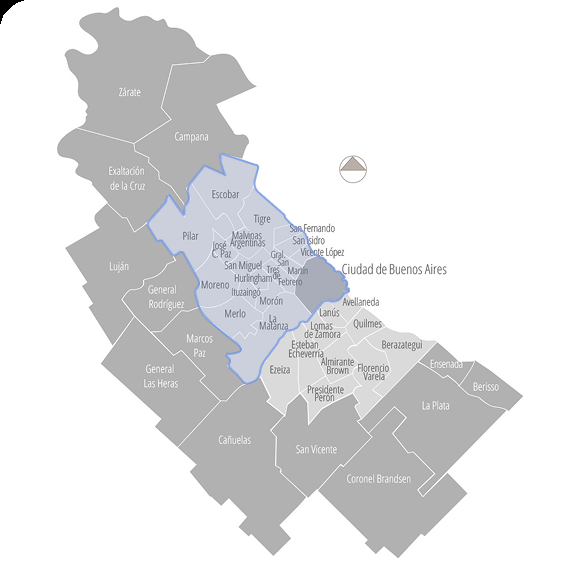 Zárate
Campana
Exaltación
de la Cruz
Escobar
Tigre
San Fernando
San Isidro
Vicente López
Pilar
Malvinas
Argentinas
José
C. Paz
Gral.
San
Martín
San Miguel
Tres
de
Febrero
Hurlingham
Ituzaingó
Moreno
Morón
Merlo
La
Matanza
Ciudad de Buenos Aires
Luján
General
Rodríguez
Marcos
Paz
General
Las Heras
Avellaneda
Lanús
Quilmes
Lomas
de Zamora
Berazategui
Esteban
Echeverría
Almirante
Brown
Florencio
Varela
Ezeiza
Presidente
Perón
Ensenada
Berisso
La Plata
Cañuelas
San Vicente
Coronel Brandsen